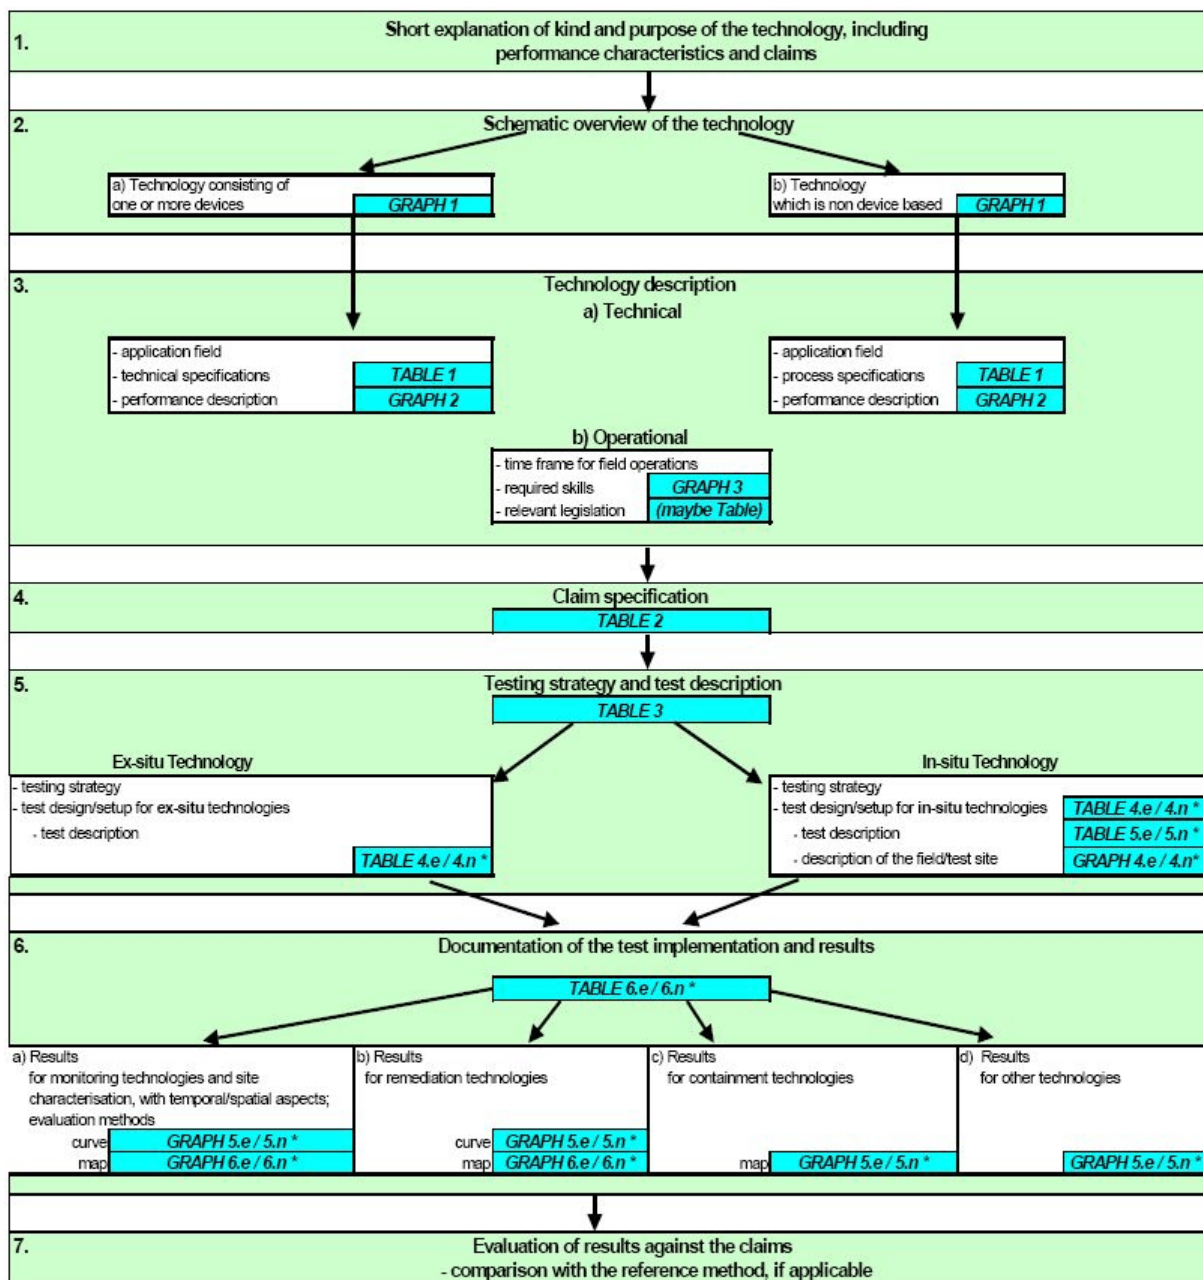 1.
Short explanation of kind and purpose of the technology, including
performance characteristics and claims
2.
Schematic overview of the technology
a) Technology consisting of
one or more devices
GRAPH 1
b) Technology
which is non device based
GRAPH 1
3.
Technology description
a) Technical
- application field
- technical specifications
TABLE 1
- performance description
GRAPH 2
- application field
- process specifications
TABLE 1
- performance description
GRAPH 2
b) Operational
- time frame for field operations
- required skills
GRAPH 3
- relevant legislation
(maybe Table)
4.
Claim specification
TABLE 2
5.
Testing strategy and test description
TABLE 3
Ex-situ Technology
- testing strategy
- test design/setup for ex-situ technologies
- test description
TABLE 4.e / 4.n *
In-situ Technology
- testing strategy
- test design/setup for in-situ technologies
TABLE 4.e / 4.n *
- test description
TABLE 5.e / 5.n *
- description of the field/test site
GRAPH 4.e / 4.n*
6.
Documentation of the test implementation and results
TABLE 6.e / 6.n *
a) Results
for monitoring technologies and site
characterisation, with temporal/spatial aspects;
evaluation methods
curve
GRAPH 5.e / 5.n *
map
GRAPH 6.e / 6.n *
b) Results
for remediation technologies
curve
GRAPH 5.e / 5.n *
map
GRAPH 6.e / 6.n *
c) Results
for containment technologies
map
GRAPH 5.e / 5.n *
d) Results
for other technologies
GRAPH 5.e / 5.n *
7.
Evaluation of results against the claims
- comparison with the reference method, if applicable